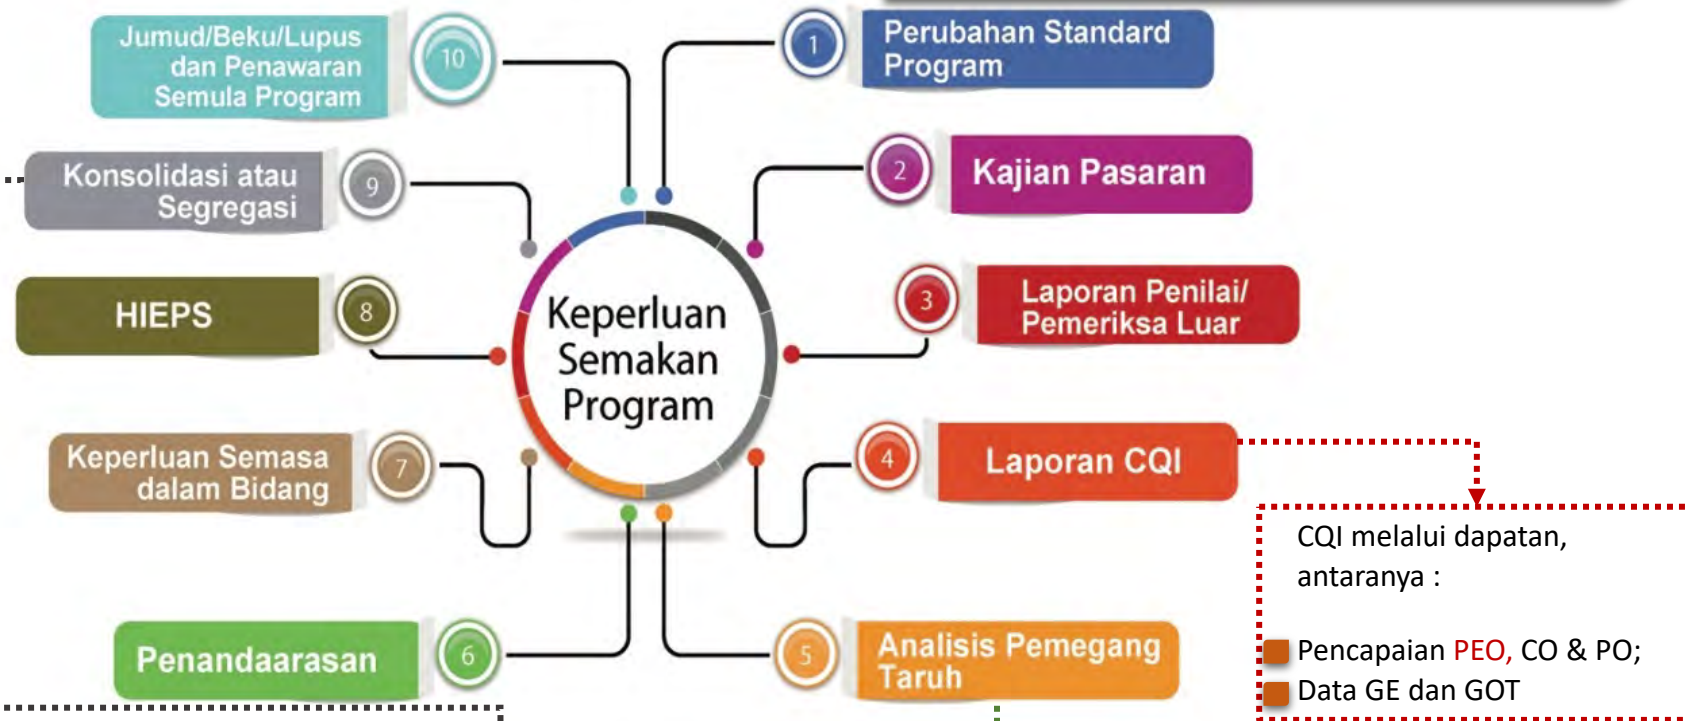 Keperluan
Semakan
Program
1
Perubahan Standard
Program
2
Kajian Pasaran
3
Laporan Penilai/
Pemeriksa Luar
4
Laporan CQI
CQI melalui dapatan,
antaranya :
Pencapaian PEO, CO & PO;
Data GE dan GOT
5
Analisis Pemegang
Taruh
6
Penandaarasan
7
Keperluan Semasa
dalam Bidang
8
HIEPS
9
Konsolidasi atau
Segregasi
10
Jumud/Beku/Lupus
dan Penawaran
Semula Program